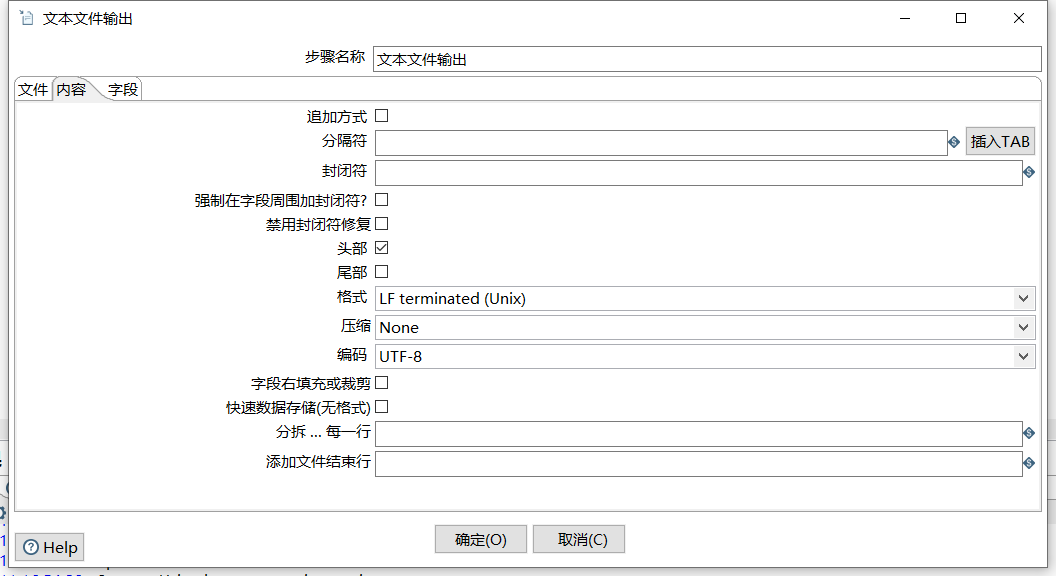 文本文件输出
步骤名称 文本文件输出
文件 内容 字段
追加方式
分隔符 插入TAB
封闭符
强制在字段周围加封闭符?
禁用封闭符修复
头部
尾部
格式 LF terminated (Unix)
压缩 None
编码 UTF-8
字段右填充或裁剪
快速数据存储(无格式)
分拆 ... 每一行
添加文件结束行
确定(O) 取消(C)
Help